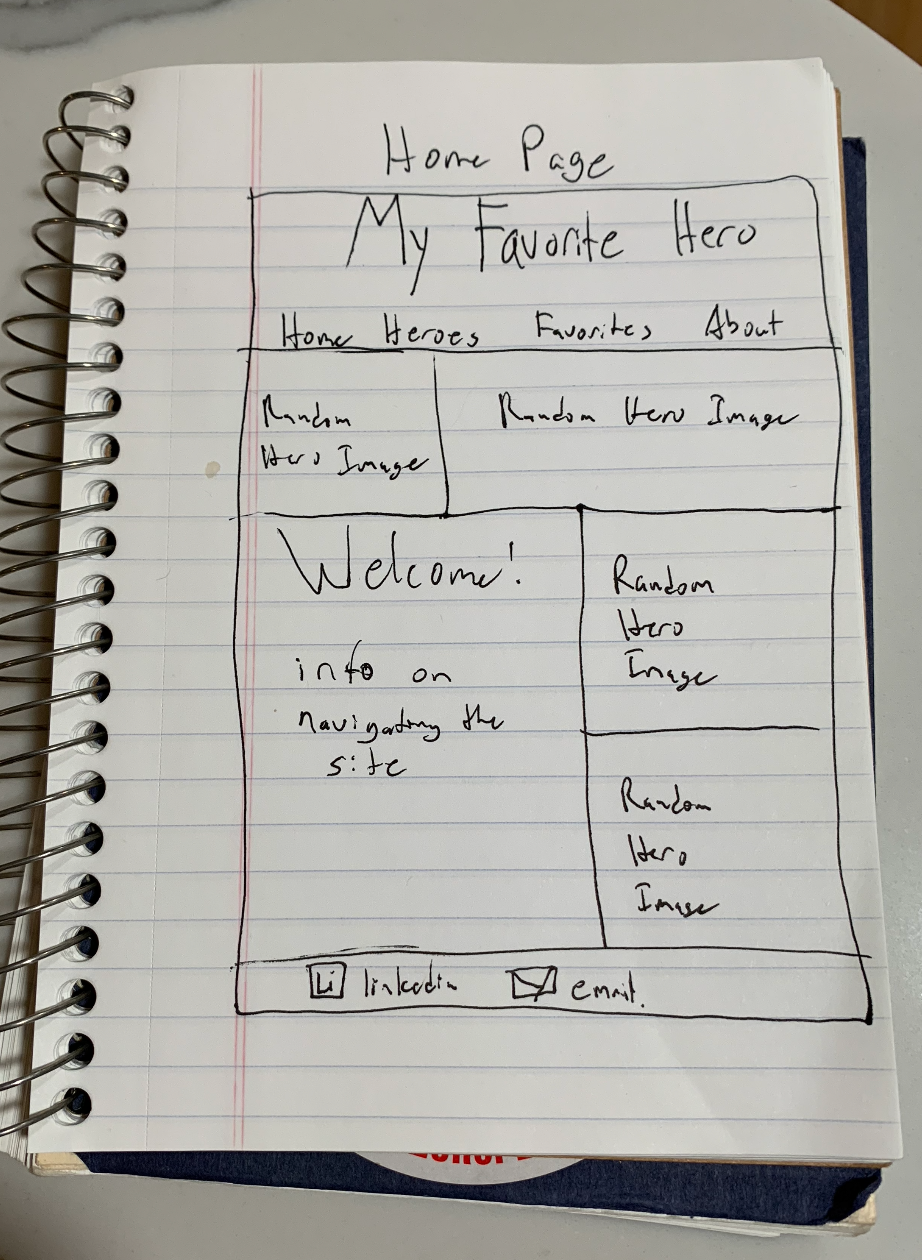 Home Page
My Favorite Hero
Home Heroes Favorites About
Random
Hero Image
Random Hero Image
Welcome!
info on
navigating the
site
Random
Hero
Image
Random
Hero
Image
Li linkedin email.